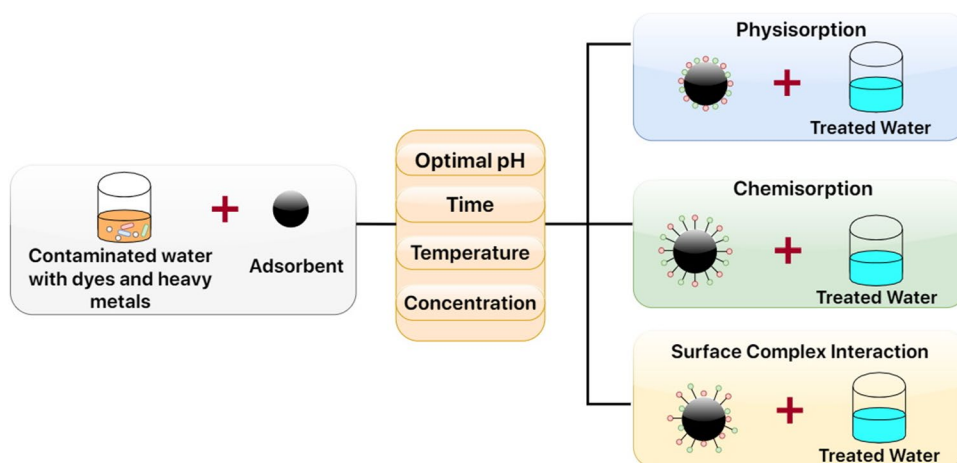 Contaminated water
with dyes and heavy
metals
+
Adsorbent
Optimal pH
Time
Temperature
Concentration
Physisorption
+
Treated Water
Chemisorption
+
Treated Water
Surface Complex Interaction
+
Treated Water